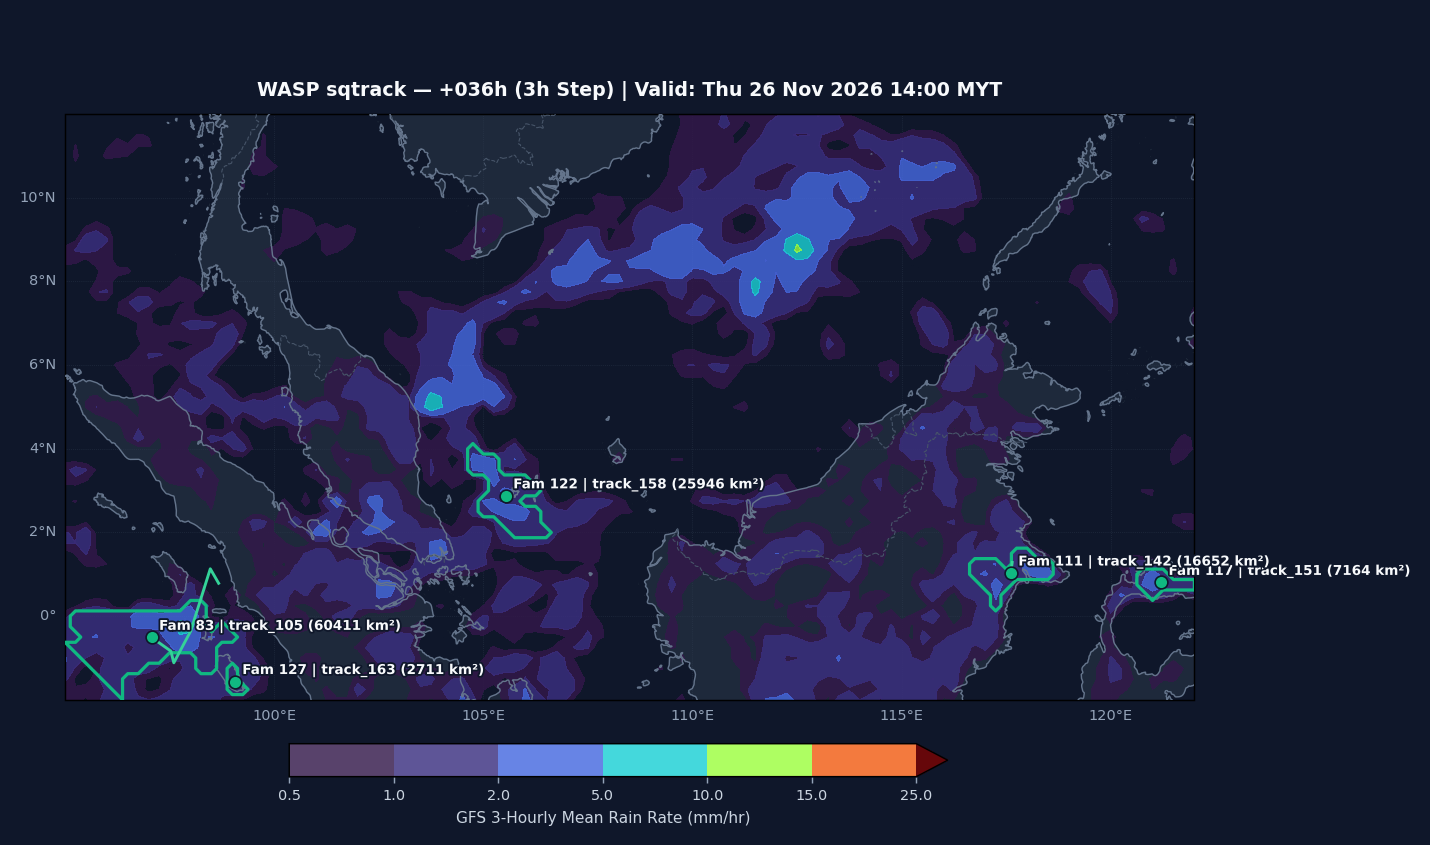 WASP sqtrack — +036h (3h Step) | Valid: Thu 26 Nov 2026 14:00 MYT
10°N
8°N
6°N
4°N
Fam 122 | track_158 (25946 km²)
2°N
Fam 111 | track_142 (16652 km²)
Fam 117 | track_151 (7164 km²)
0°
Fam 83 | track_105 (60411 km²)
Fam 127 | track_163 (2711 km²)
100°E 105°E 110°E 115°E 120°E
0.5 1.0 2.0 5.0 10.0 15.0 25.0
GFS 3-Hourly Mean Rain Rate (mm/hr)